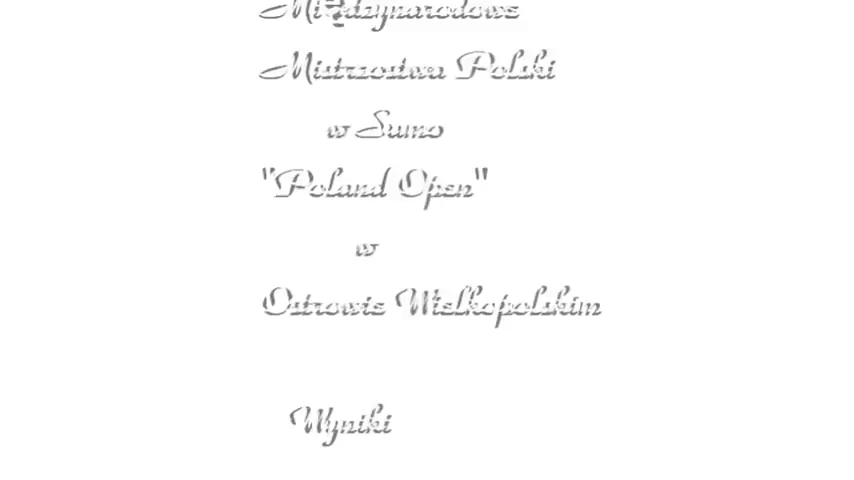 Międzynarodowe
Mistrzostwa Polski
w Sumo
"Poland Open"
w
Ostrowie Wielkopolskim
Wyniki